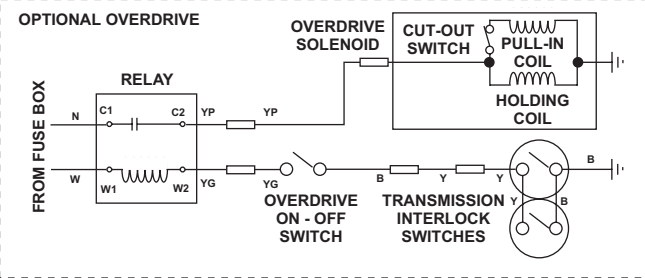 OPTIONAL OVERDRIVE
OVERDRIVE
SOLENOID
CUT-OUT
SWITCH
PULL-IN
COIL
HOLDING
COIL
RELAY
FROM FUSE BOX
N
C1
C2
YP
YP
W
W1
W2
YG
YG
B
Y
Y
B
Y
B
OVERDRIVE
ON - OFF
SWITCH
TRANSMISSION
INTERLOCK
SWITCHES